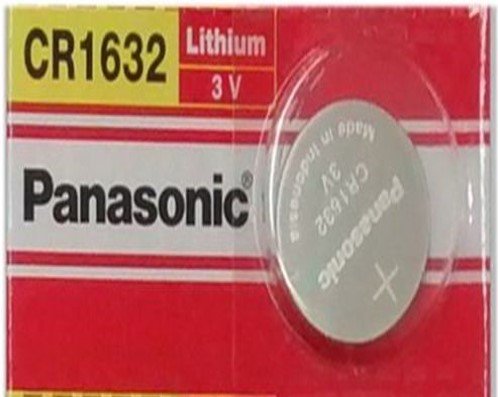 CR1632
Lithium
3 V
Panasonic®
Made in Indonesia
3V
CR1632
Panasonic
+